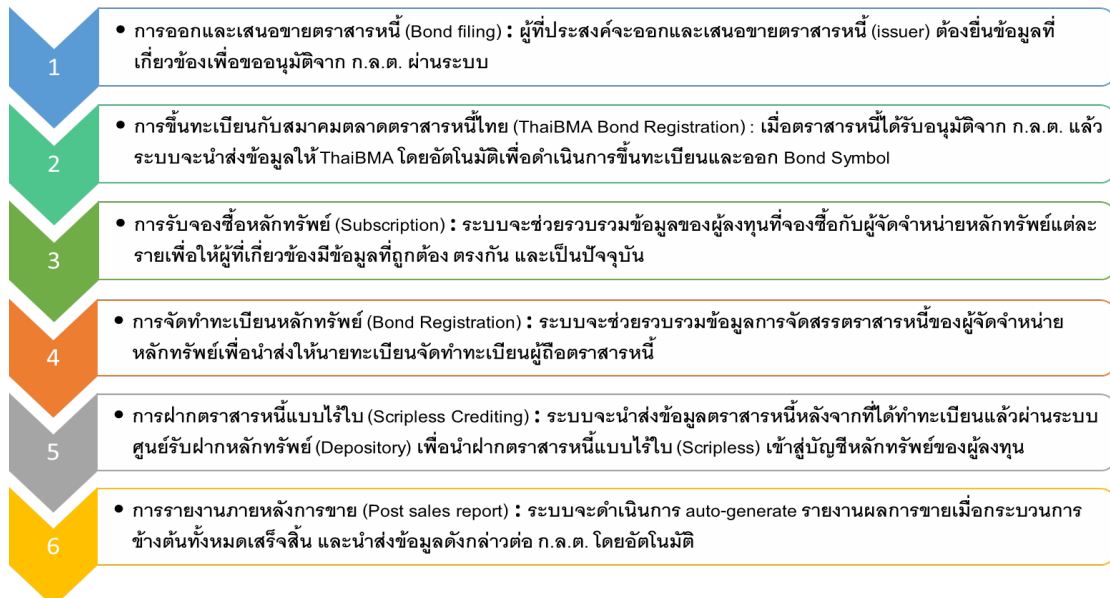 1
• การออกและเสนอขายตราสารหนี้ (Bond filing) : ผู้ที่ประสงค์จะออกและเสนอขายตราสารหนี้ (issuer) ต้องยื่นข้อมูลที่
เกี่ยวข้องเพื่อขออนุมัติจาก ก.ล.ต. ผ่านระบบ
2
• การขึ้นทะเบียนกับสมาคมตลาดตราสารหนี้ไทย (ThaiBMA Bond Registration) : เมื่อตราสารหนี้ได้รับอนุมัติจาก ก.ล.ต. แล้ว
ระบบจะนำส่งข้อมูลให้ ThaiBMA โดยอัตโนมัติเพื่อดำเนินการขึ้นทะเบียนและออก Bond Symbol
3
• การรับจองซื้อหลักทรัพย์ (Subscription) : ระบบจะช่วยรวบรวมข้อมูลของผู้ลงทุนที่จองซื้อกับผู้จัดจำหน่ายหลักทรัพย์แต่ละ
รายเพื่อให้ผู้ที่เกี่ยวข้องมีข้อมูลที่ถูกต้อง ตรงกัน และเป็นปัจจุบัน
4
• การจัดทำทะเบียนหลักทรัพย์ (Bond Registration) : ระบบจะช่วยรวบรวมข้อมูลการจัดสรรตราสารหนี้ของผู้จัดจำหน่าย
หลักทรัพย์เพื่อนำส่งให้นายทะเบียนจัดทำทะเบียนผู้ถือตราสารหนี้
5
• การฝากตราสารหนี้แบบไร้ใบ (Scripless Crediting) : ระบบจะนำส่งข้อมูลตราสารหนี้หลังจากที่ได้ทำทะเบียนแล้วผ่านระบบ
ศูนย์รับฝากหลักทรัพย์ (Depository) เพื่อนำฝากตราสารหนี้แบบไร้ใบ (Scripless) เข้าสู่บัญชีหลักทรัพย์ของผู้ลงทุน
6
• การรายงานภายหลังการขาย (Post sales report) : ระบบจะดำเนินการ auto-generate รายงานผลการขายเมื่อกระบวนการ
ข้างต้นทั้งหมดเสร็จสิ้น และนำส่งข้อมูลดังกล่าวต่อ ก.ล.ต. โดยอัตโนมัติ